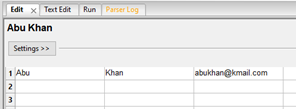 Edit Text Edit Run Parser Log
Abu Khan
Settings >>
1 Abu Khan abukhan@kmail.com
2
3